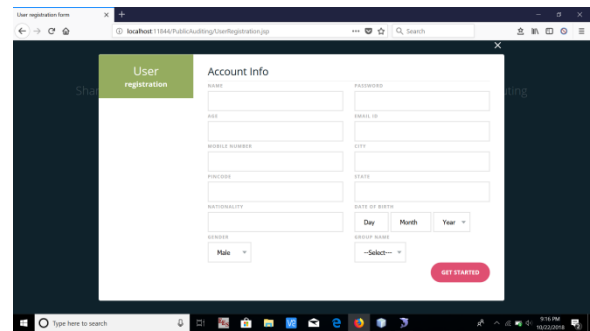 User registration form
localhost:11844/PublicAuditing/UserRegistration.jsp
Search
Shar
uting
User
registration
Account Info
NAME
PASSWORD
AGE
EMAIL ID
MOBILE NUMBER
CITY
PINCODE
STATE
NATIONALITY
DATE OF BIRTH
Day Month Year
GENDER
GROUP NAME
Male
--Select--
GET STARTED
Type here to search
9:16 PM
10/22/2018